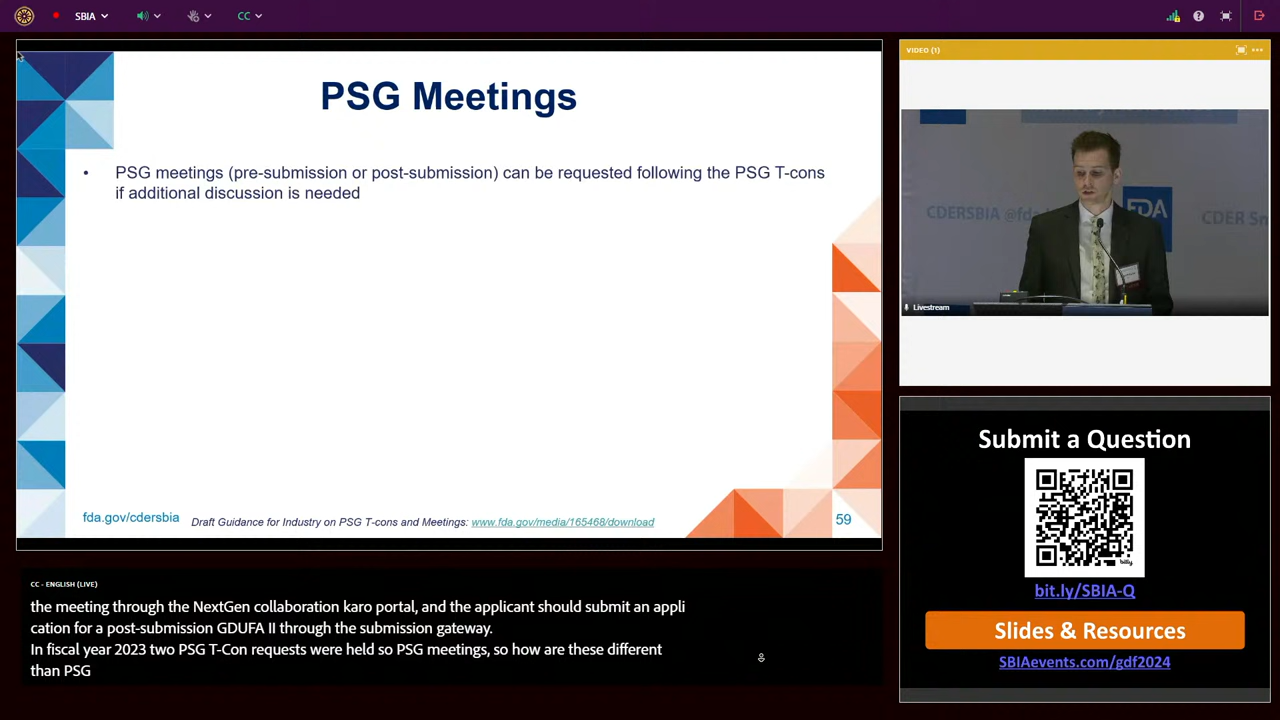 SBIA
CC
PSG Meetings
• PSG meetings (pre-submission or post-submission) can be requested following the PSG T-cons
if additional discussion is needed
fda.gov/cdersbia
Draft Guidance for Industry on PSG T-cons and Meetings: www.fda.gov/media/165468/download
59
CC - ENGLISH (LIVE)
the meeting through the NextGen collaboration karo portal, and the applicant should submit an appli
cation for a post-submission GDUFA II through the submission gateway.
In fiscal year 2023 two PSG T-Con requests were held so PSG meetings, so how are these different
than PSG
VIDEO (1)
CDERSBIA @fda
FDA
CDER Sm
Livestream
Submit a Question
bitly
bit.ly/SBIA-Q
Slides & Resources
SBIAevents.com/gdf2024